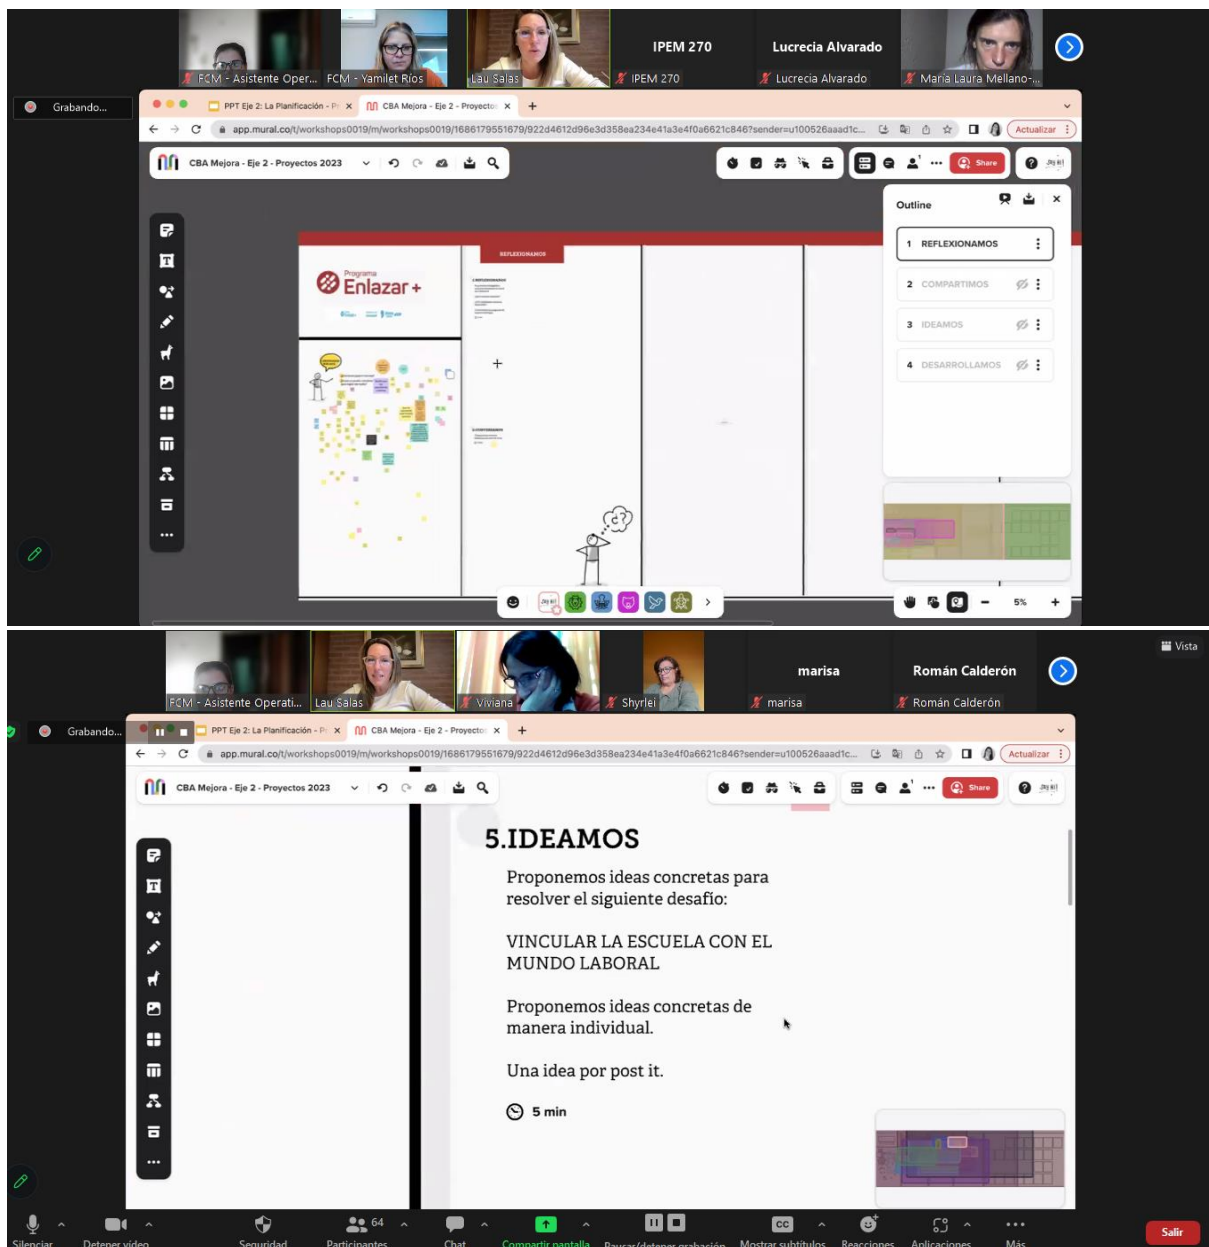 IPEM 270
Lucrecia Alvarado
FCM - Asistente Oper...
FCM - Yamilet Ríos
Lau Salas
IPEM 270
Lucrecia Alvarado
María Laura Mellano-...
Grabando...
PPT Eje 2: La Planificación - P
CBA Mejora - Eje 2 - Proyecto
app.mural.co/t/workshops0019/m/workshops0019/1686179551679/922d4612d96e3d358ea234e41a3e4f0a6621c846?sender=u100526aaad1c...
Actualizar
CBA Mejora - Eje 2 - Proyectos 2023
Share
Outline
1 REFLEXIONAMOS
2 COMPARTIMOS
3 IDEAMOS
4 DESARROLLAMOS
REFLEXIONAMOS
Programa
Enlazar +
¿?
5%
Vista
marisa
Román Calderón
FCM - Asistente Operati...
Lau Salas
Viviana
Shyrlei
marisa
Román Calderón
Grabando...
PPT Eje 2: La Planificación - P
CBA Mejora - Eje 2 - Proyecto
app.mural.co/t/workshops0019/m/workshops0019/1686179551679/922d4612d96e3d358ea234e41a3e4f0a6621c846?sender=u100526aaad1c...
Actualizar
CBA Mejora - Eje 2 - Proyectos 2023
Share
5.IDEAMOS
Proponemos ideas concretas para
resolver el siguiente desafío:
VINCULAR LA ESCUELA CON EL
MUNDO LABORAL
Proponemos ideas concretas de
manera individual.
Una idea por post it.
5 min
64
CC
Silenciar
Detener video
Seguridad
Participantes
Chat
Compartir pantalla
Pausar/detener grabación
Mostrar subtítulos
Reacciones
Aplicaciones
Más
Salir